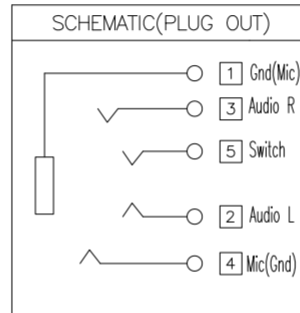 SCHEMATIC(PLUG OUT)
1 Gnd(Mic)
3 Audio R
5 Switch
2 Audio L
4 Mic(Gnd)